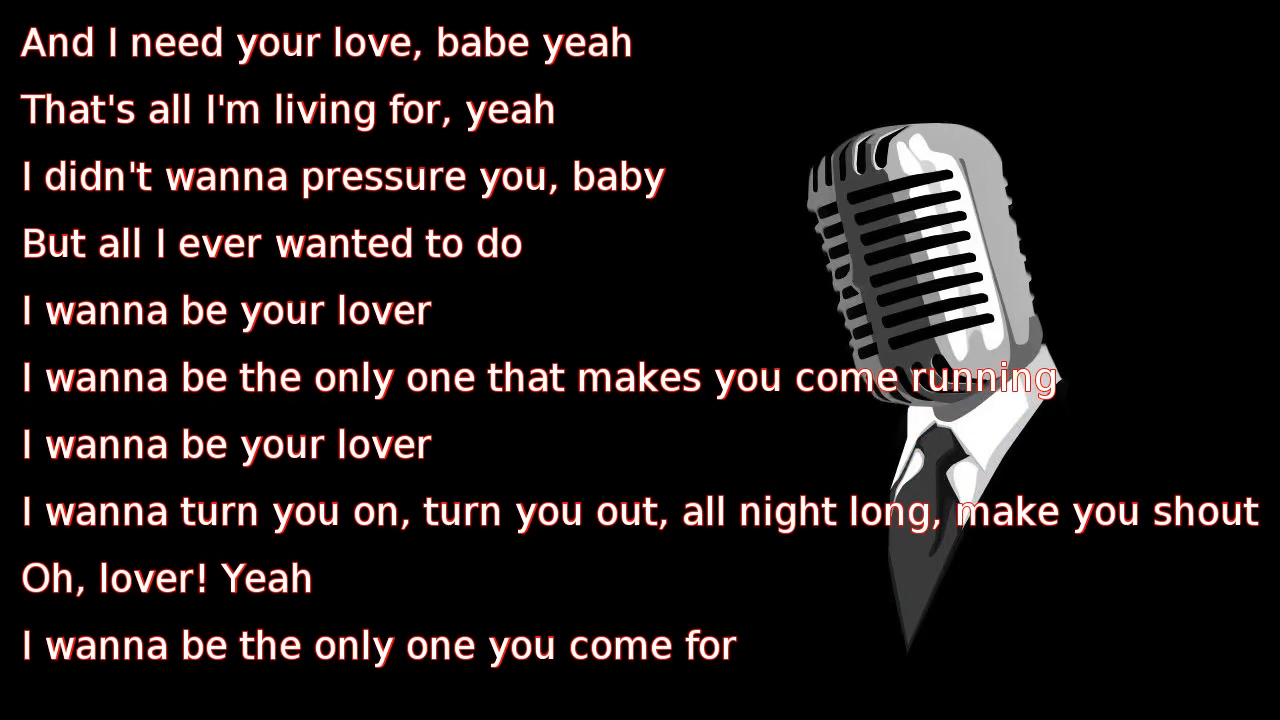 And I need your love, babe yeah
That's all I'm living for, yeah
I didn't wanna pressure you, baby
But all I ever wanted to do
I wanna be your lover
I wanna be the only one that makes you come running
I wanna be your lover
I wanna turn you on, turn you out, all night long, make you shout
Oh, lover! Yeah
I wanna be the only one you come for